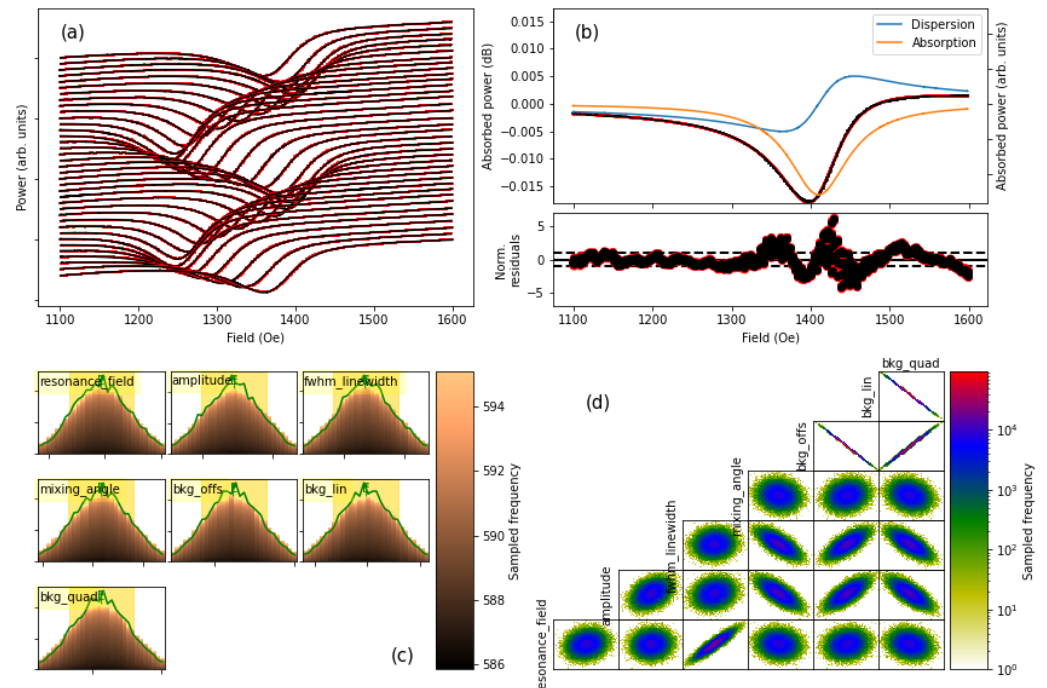 (a)
Power (arb. units)
1100 1200 1300 1400 1500 1600
Field (Oe)
(b)
Dispersion
Absorption
Absorbed power (dB)
0.015
0.010
0.005
0.000
−0.005
−0.010
−0.015
Absorbed power (arb. units)
Norm.
residuals
5
0
−5
1100 1200 1300 1400 1500 1600
Field (Oe)
resonance_field
amplitude
fwhm_linewidth
mixing_angle
bkg_offs
bkg_lin
bkg_quad
(c)
594
592
590
588
586
Sampled frequency
(d)
bkg_quad
bkg_lin
bkg_offs
mixing_angle
fwhm_linewidth
amplitude
resonance_field
10⁴
10³
10²
10¹
10⁰
Sampled frequency